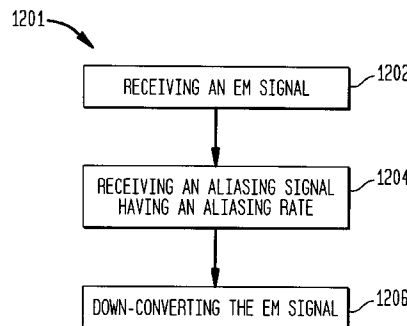 1201
RECEIVING AN EM SIGNAL
1202
RECEIVING AN ALIASING SIGNAL
HAVING AN ALIASING RATE
1204
DOWN-CONVERTING THE EM SIGNAL
1206